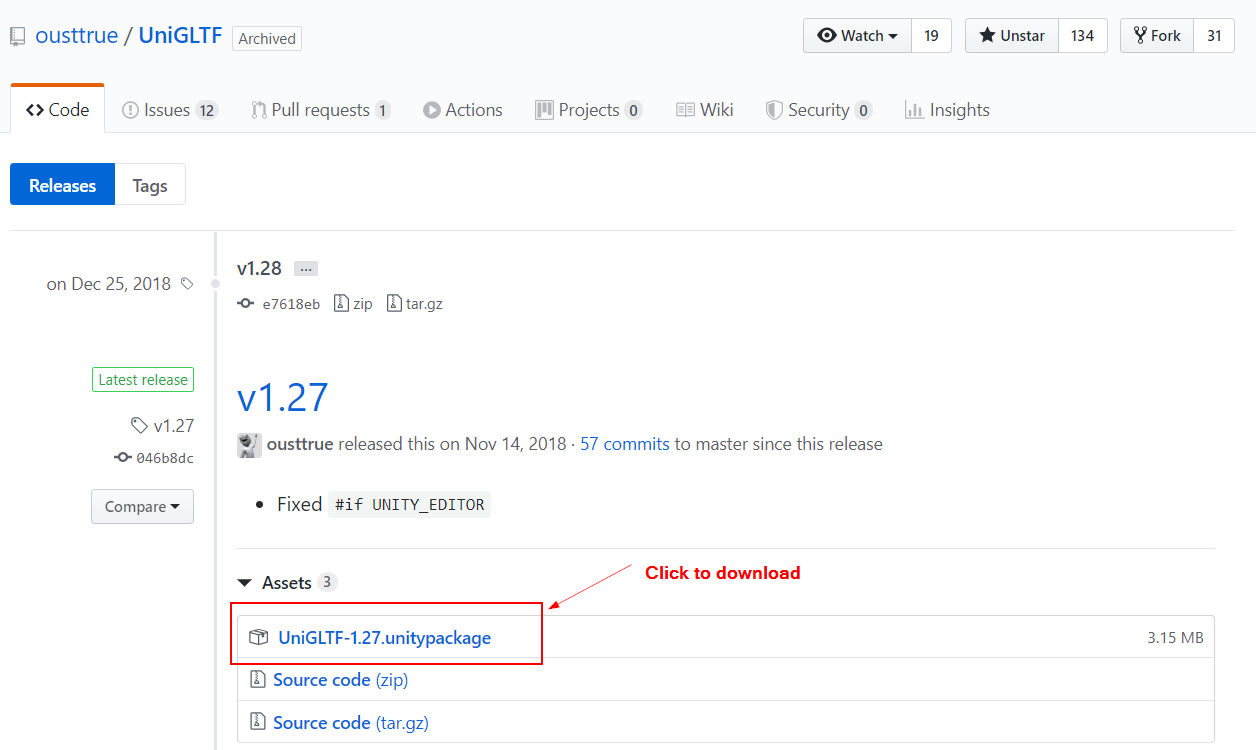 ousttrue / UniGLTF Archived Watch 19 Unstar 134 Fork 31
Code Issues 12 Pull requests 1 Actions Projects 0 Wiki Security 0 Insights
Releases Tags
on Dec 25, 2018
v1.28 ...
e7618eb zip tar.gz
Latest release
v1.27
046b8dc
Compare
v1.27
ousttrue released this on Nov 14, 2018 · 57 commits to master since this release
• Fixed #if UNITY_EDITOR
Assets 3
Click to download
UniGLTF-1.27.unitypackage 3.15 MB
Source code (zip)
Source code (tar.gz)